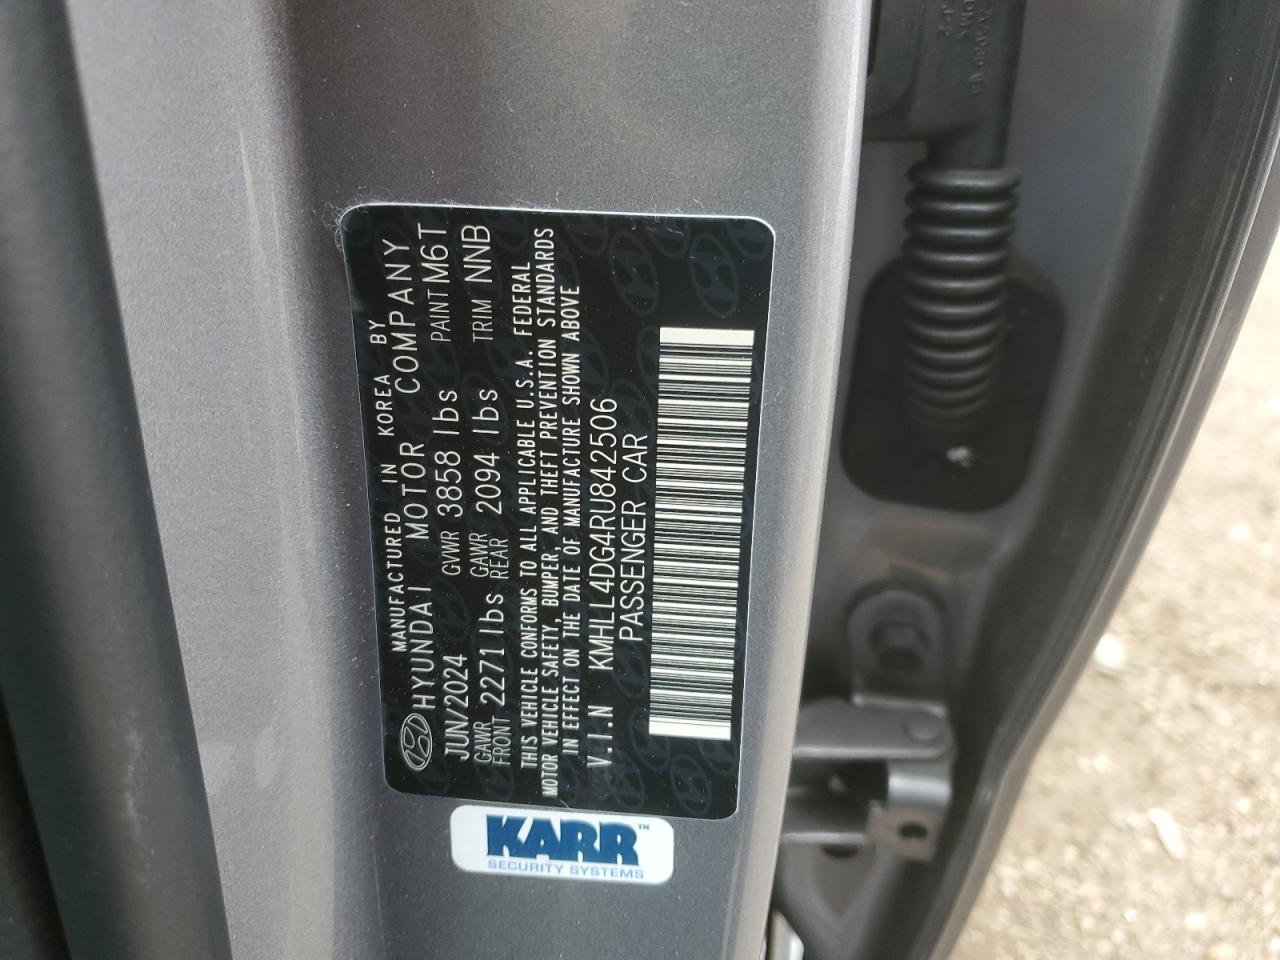 MANUFACTURED IN KOREA BY
HYUNDAI MOTOR COMPANY
JUN/2024 GVWR 3858 lbs PAINT M6T
GAWR FRONT 2271 lbs GAWR REAR 2094 lbs TRIM NNB
THIS VEHICLE CONFORMS TO ALL APPLICABLE U.S.A. FEDERAL
MOTOR VEHICLE SAFETY, BUMPER, AND THEFT PREVENTION STANDARDS
IN EFFECT ON THE DATE OF MANUFACTURE SHOWN ABOVE
V.I.N KMHLL4DG4RU842506
PASSENGER CAR
KARR™
SECURITY SYSTEMS